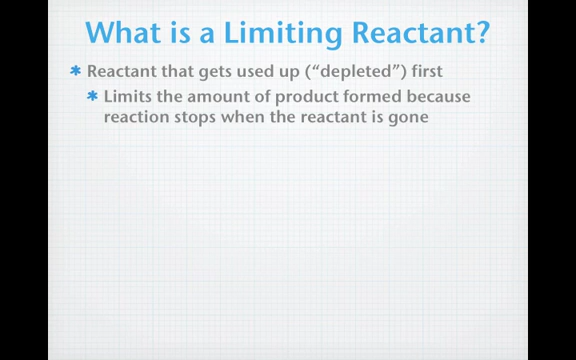 What is a Limiting Reactant?
* Reactant that gets used up (“depleted”) first
* Limits the amount of product formed because
reaction stops when the reactant is gone